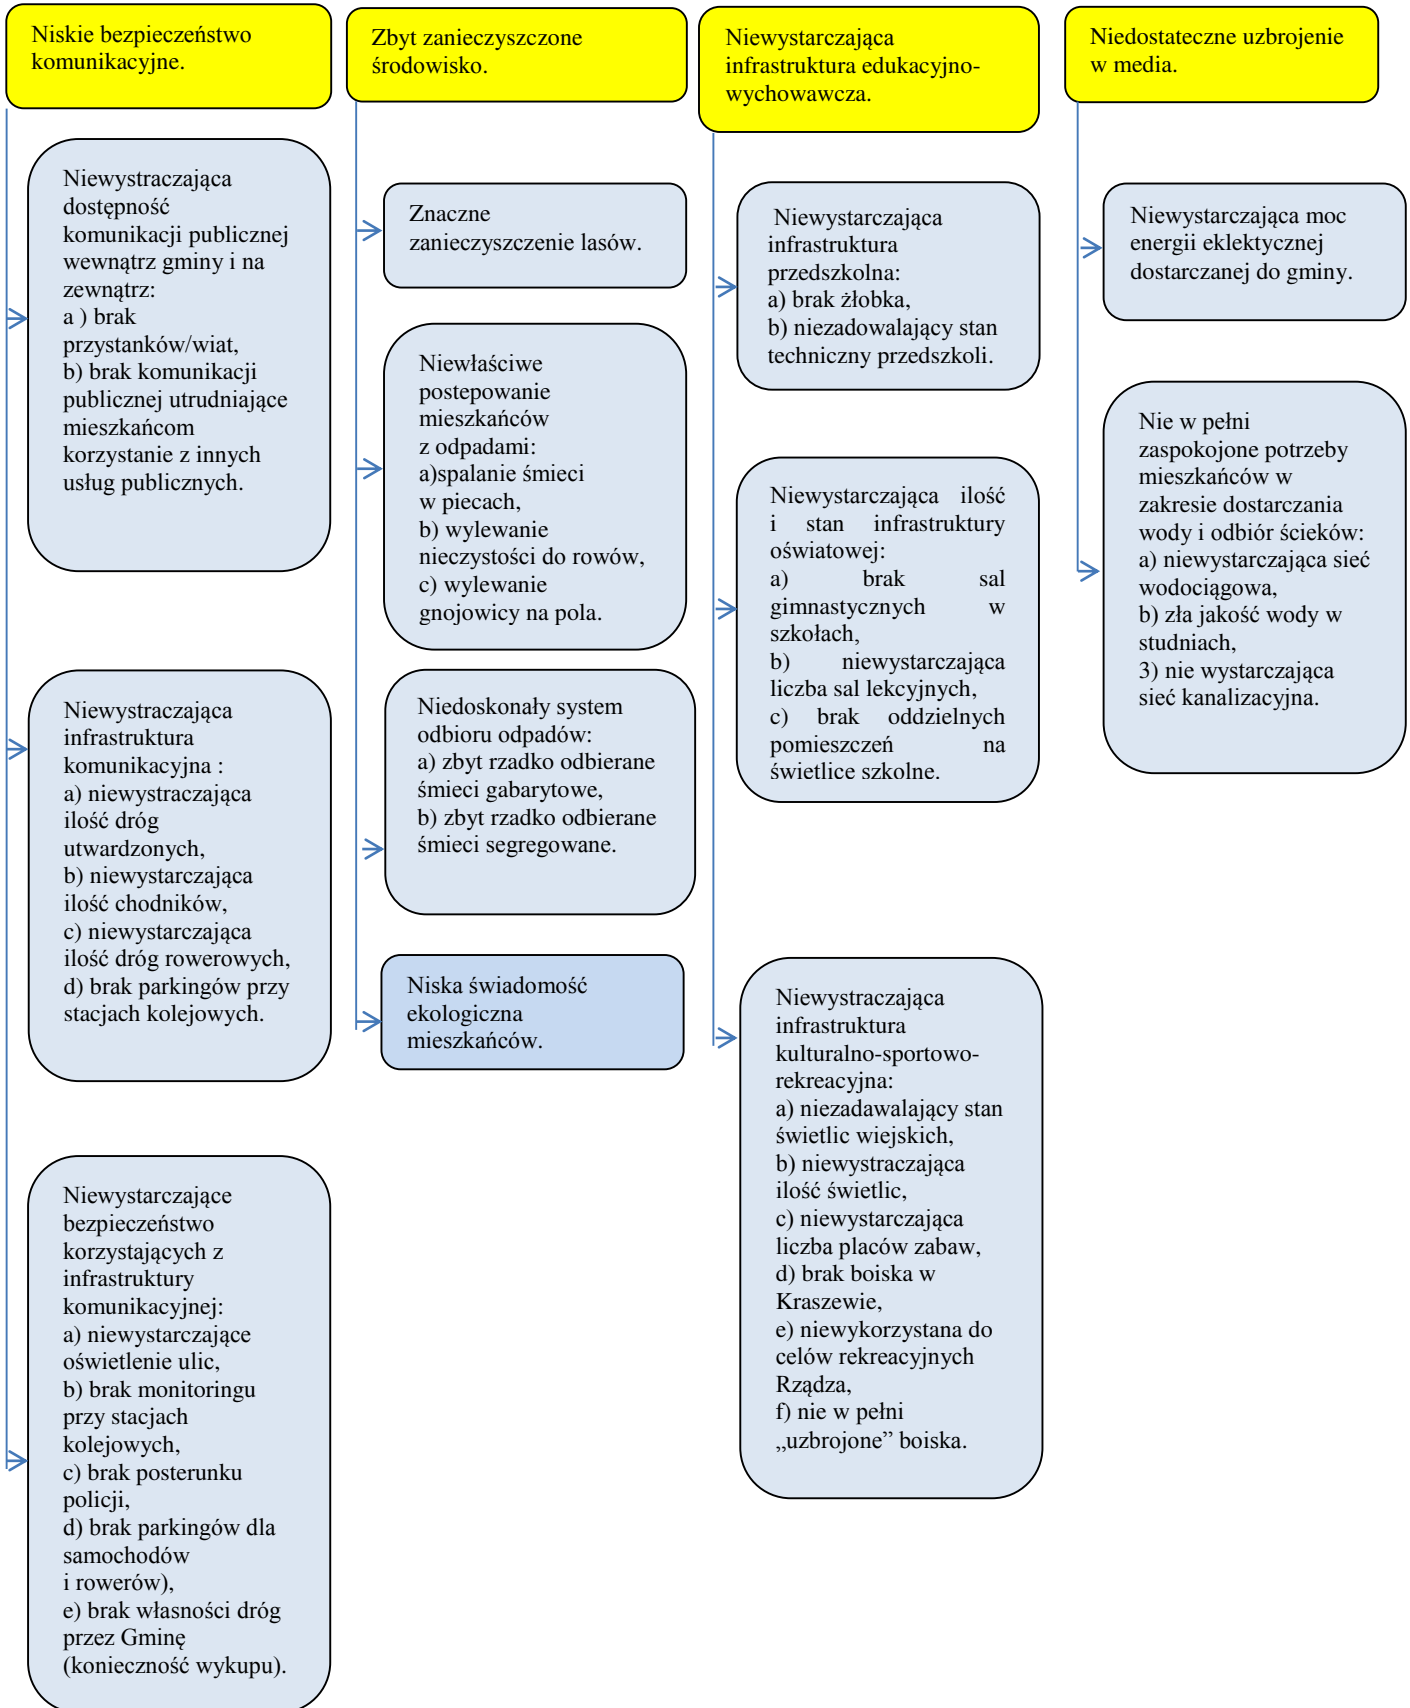 Niskie bezpieczeństwo
komunikacyjne.
Niewystraczająca
dostępność
komunikacji publicznej
wewnątrz gminy i na
zewnątrz:
a ) brak
przystanków/wiat,
b) brak komunikacji
publicznej utrudniające
mieszkańcom
korzystanie z innych
usług publicznych.
Niewystraczająca
infrastruktura
komunikacyjna :
a) niewystraczająca
ilość dróg
utwardzonych,
b) niewystarczająca
ilość chodników,
c) niewystarczająca
ilość dróg rowerowych,
d) brak parkingów przy
stacjach kolejowych.
Niewystarczające
bezpieczeństwo
korzystających z
infrastruktury
komunikacyjnej:
a) niewystarczające
oświetlenie ulic,
b) brak monitoringu
przy stacjach
kolejowych,
c) brak posterunku
policji,
d) brak parkingów dla
samochodów
i rowerów),
e) brak własności dróg
przez Gminę
(konieczność wykupu).
Zbyt zanieczyszczone
środowisko.
Znaczne
zanieczyszczenie lasów.
Niewłaściwe
postepowanie
mieszkańców
z odpadami:
a)spalanie śmieci
w piecach,
b) wylewanie
nieczystości do rowów,
c) wylewanie
gnojowicy na pola.
Niedoskonały system
odbioru odpadów:
a) zbyt rzadko odbierane
śmieci gabarytowe,
b) zbyt rzadko odbierane
śmieci segregowane.
Niska świadomość
ekologiczna
mieszkańców.
Niewystarczająca
infrastruktura edukacyjno-
wychowawcza.
Niewystarczająca
infrastruktura
przedszkolna:
a) brak żłobka,
b) niezadowalający stan
techniczny przedszkoli.
Niewystarczająca ilość
i stan infrastruktury
oświatowej:
a) brak sal
gimnastycznych w
szkołach,
b) niewystarczająca
liczba sal lekcyjnych,
c) brak oddzielnych
pomieszczeń na
świetlice szkolne.
Niewystraczająca
infrastruktura
kulturalno-sportowo-
rekreacyjna:
a) niezadawalający stan
świetlic wiejskich,
b) niewystraczająca
ilość świetlic,
c) niewystarczająca
liczba placów zabaw,
d) brak boiska w
Kraszewie,
e) niewykorzystana do
celów rekreacyjnych
Rządza,
f) nie w pełni
„uzbrojone” boiska.
Niedostateczne uzbrojenie
w media.
Niewystarczająca moc
energii eklektycznej
dostarczanej do gminy.
Nie w pełni
zaspokojone potrzeby
mieszkańców w
zakresie dostarczania
wody i odbiór ścieków:
a) niewystarczająca sieć
wodociągowa,
b) zła jakość wody w
studniach,
3) nie wystarczająca
sieć kanalizacyjna.